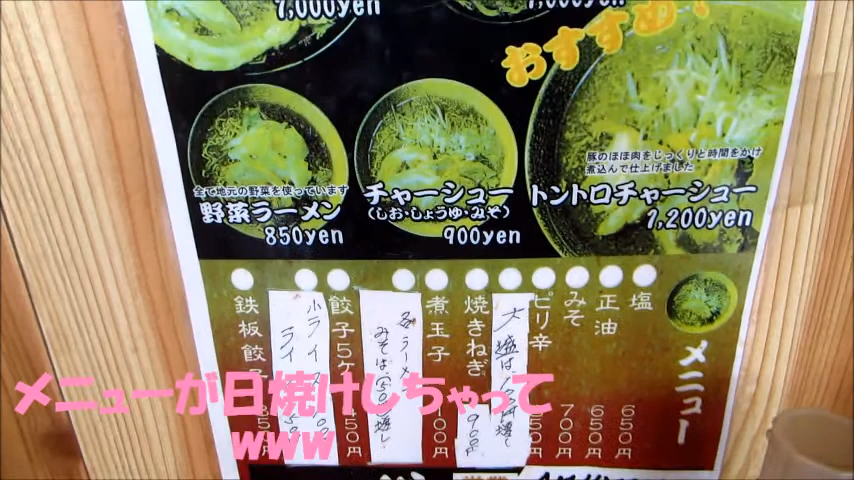 7,000yen
おすすめ!
全て地元の野菜を使っています
野菜ラーメン
850yen
チャーシュー
(しお・しょうゆ・みそ)
900yen
豚のほほ肉をじっくりと時間をかけ
煮込んで仕上げました
トントロチャーシュー
1,200yen
メニュー
塩 650円
正油 650円
みそ 700円
ピリ辛 円
大盛は、
焼きねぎ 900円
煮玉子 100円
各ラーメン
みそは、
餃子5ヶ 450円
小ライス
ライ
鉄板餃子 円
メニューが日焼けしちゃって
www